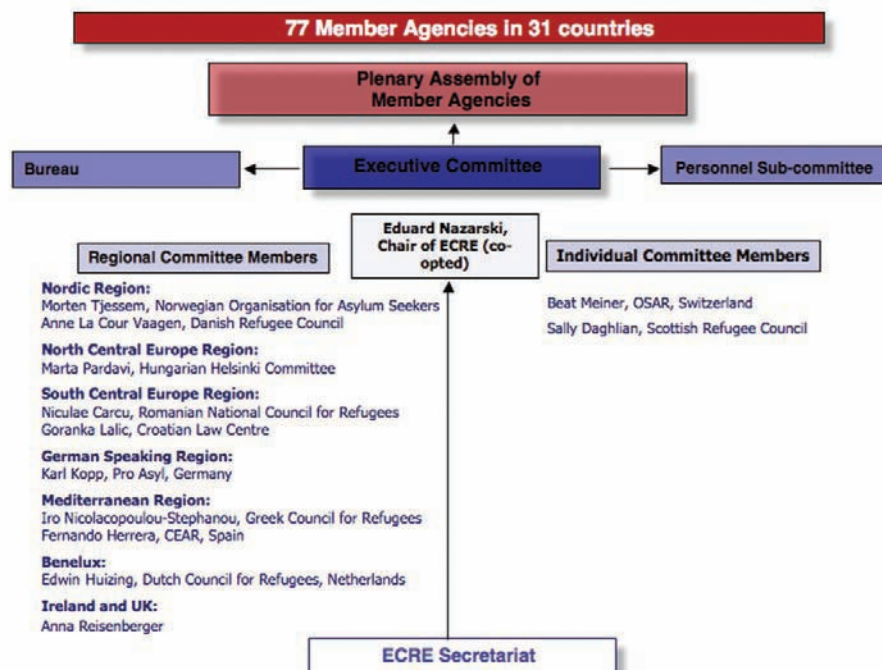 77 Member Agencies in 31 countries
Plenary Assembly of
Member Agencies
Bureau
Executive Committee
Personnel Sub-committee
Eduard Nazarski,
Chair of ECRE (co-
opted)
Regional Committee Members
Nordic Region:
Morten Tjessem, Norwegian Organisation for Asylum Seekers
Anne La Cour Vaagen, Danish Refugee Council
North Central Europe Region:
Marta Pardavi, Hungarian Helsinki Committee
South Central Europe Region:
Niculae Carcu, Romanian National Council for Refugees
Goranka Lalic, Croatian Law Centre
German Speaking Region:
Karl Kopp, Pro Asyl, Germany
Mediterranean Region:
Iro Nicolacopoulou-Stephanou, Greek Council for Refugees
Fernando Herrera, CEAR, Spain
Benelux:
Edwin Huizing, Dutch Council for Refugees, Netherlands
Ireland and UK:
Anna Reisenberger
Individual Committee Members
Beat Meiner, OSAR, Switzerland
Sally Daghlian, Scottish Refugee Council
ECRE Secretariat